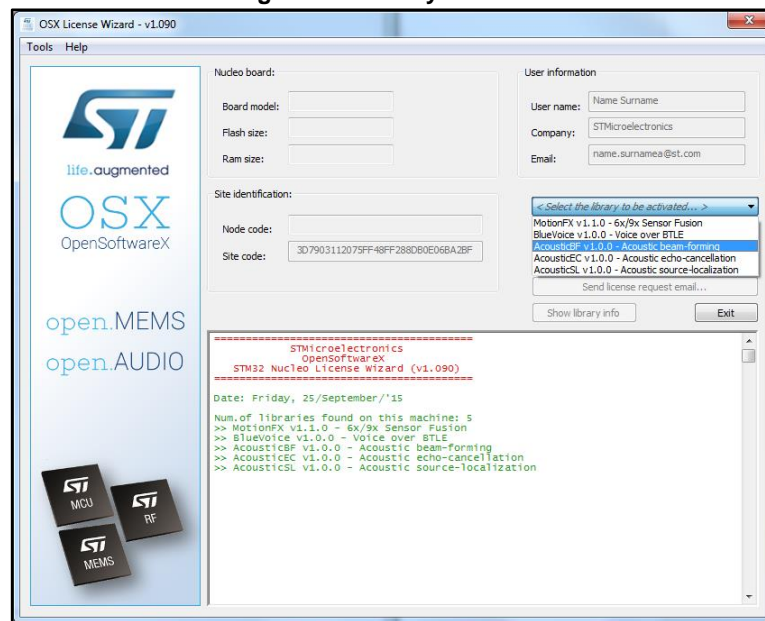 OSX License Wizard - v1.090
Tools Help
life.augmented
OSX
OpenSoftwareX
open.MEMS
open.AUDIO
MCU
RF
MEMS
Nucleo board:
Board model:
Flash size:
Ram size:
User information
User name: Name Surname
Company: STMicroelectronics
Email: name.surnamea@st.com
Site identification:
Node code:
Site code: 3D790311207SFF48FF288DB0E06BA2BF
< Select the library to be activated... >
MotionFX v1.1.0 - 6x/9x Sensor Fusion
BlueVoice v1.0.0 - Voice over BTLE
AcousticBF v1.0.0 - Acoustic beam-forming
AcousticEC v1.0.0 - Acoustic echo-cancellation
AcousticSL v1.0.0 - Acoustic source-localization
Send license request email...
Show library info Exit
=========================================
STMicroelectronics
OpenSoftwareX
STM32 Nucleo License Wizard (v1.090)
=========================================
Date: Friday, 25/September/'15
Num.of libraries found on this machine: 5
>> MotionFX v1.1.0 - 6x/9x Sensor Fusion
>> BlueVoice v1.0.0 - Voice over BTLE
>> AcousticBF v1.0.0 - Acoustic beam-forming
>> AcousticEC v1.0.0 - Acoustic echo-cancellation
>> AcousticSL v1.0.0 - Acoustic source-localization